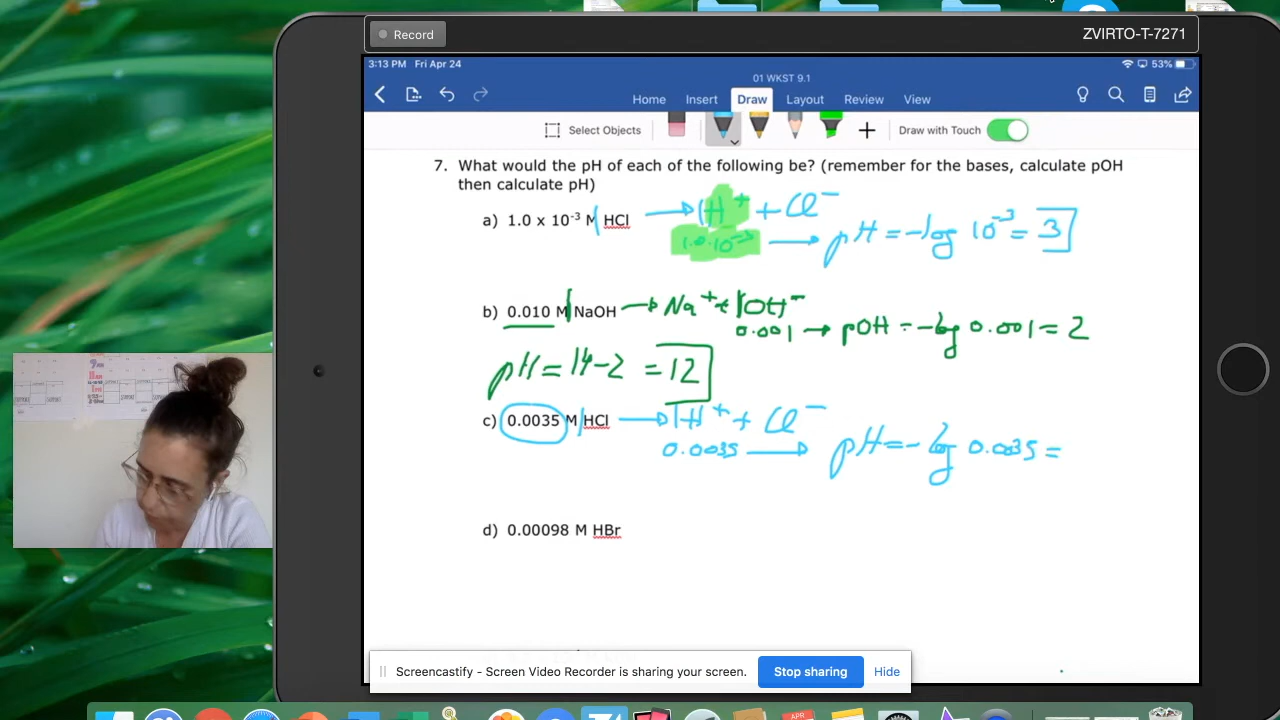 Record
ZVIRTO-T-7271
3:13 PM Fri Apr 24
53%
01 WKST 9.1
Home Insert Draw Layout Review View
Select Objects
Draw with Touch
7. What would the pH of each of the following be? (remember for the bases, calculate pOH
then calculate pH)
a) 1.0 x 10⁻³ M HCl → H⁺ + Cl⁻
1.0·10⁻³ → pH = -log 10⁻³ = 3
b) 0.010 M NaOH → Na⁺ + OH⁻
0.001 → pOH = -log 0.001 = 2
pH = 14-2 = 12
c) 0.0035 M HCl → H⁺ + Cl⁻
0.0035 → pH = -log 0.0035 =
d) 0.00098 M HBr
Screencastify - Screen Video Recorder is sharing your screen.
Stop sharing
Hide
APR